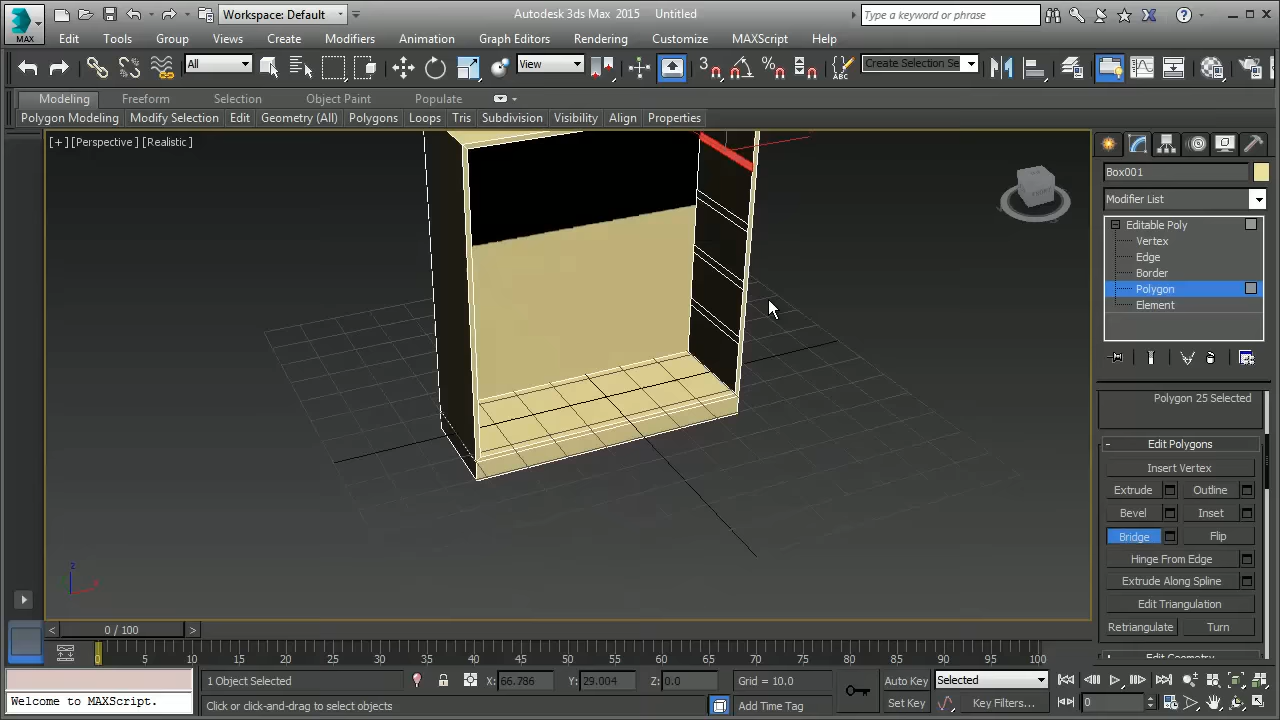 Workspace: Default
Autodesk 3ds Max 2015 Untitled
Type a keyword or phrase
MAX
Edit Tools Group Views Create Modifiers Animation Graph Editors Rendering Customize MAXScript Help
All
View
Create Selection Se
Modeling Freeform Selection Object Paint Populate
Polygon Modeling Modify Selection Edit Geometry (All) Polygons Loops Tris Subdivision Visibility Align Properties
[+] [Perspective] [Realistic]
Box001
Modifier List
Editable Poly
Vertex
Edge
Border
Polygon
Element
Polygon 25 Selected
Edit Polygons
Insert Vertex
Extrude Outline
Bevel Inset
Bridge Flip
Hinge From Edge
Extrude Along Spline
Edit Triangulation
Retriangulate Turn
Edit Geometry
z
x
< 0 / 100 >
0 5 10 15 20 25 30 35 40 45 50 55 60 65 70 75 80 85 90 95 100
1 Object Selected X: 66.786 Y: 29.004 Z: 0.0 Grid = 10.0 Auto Key Selected
Welcome to MAXScript. Click or click-and-drag to select objects Add Time Tag Set Key Key Filters... 0